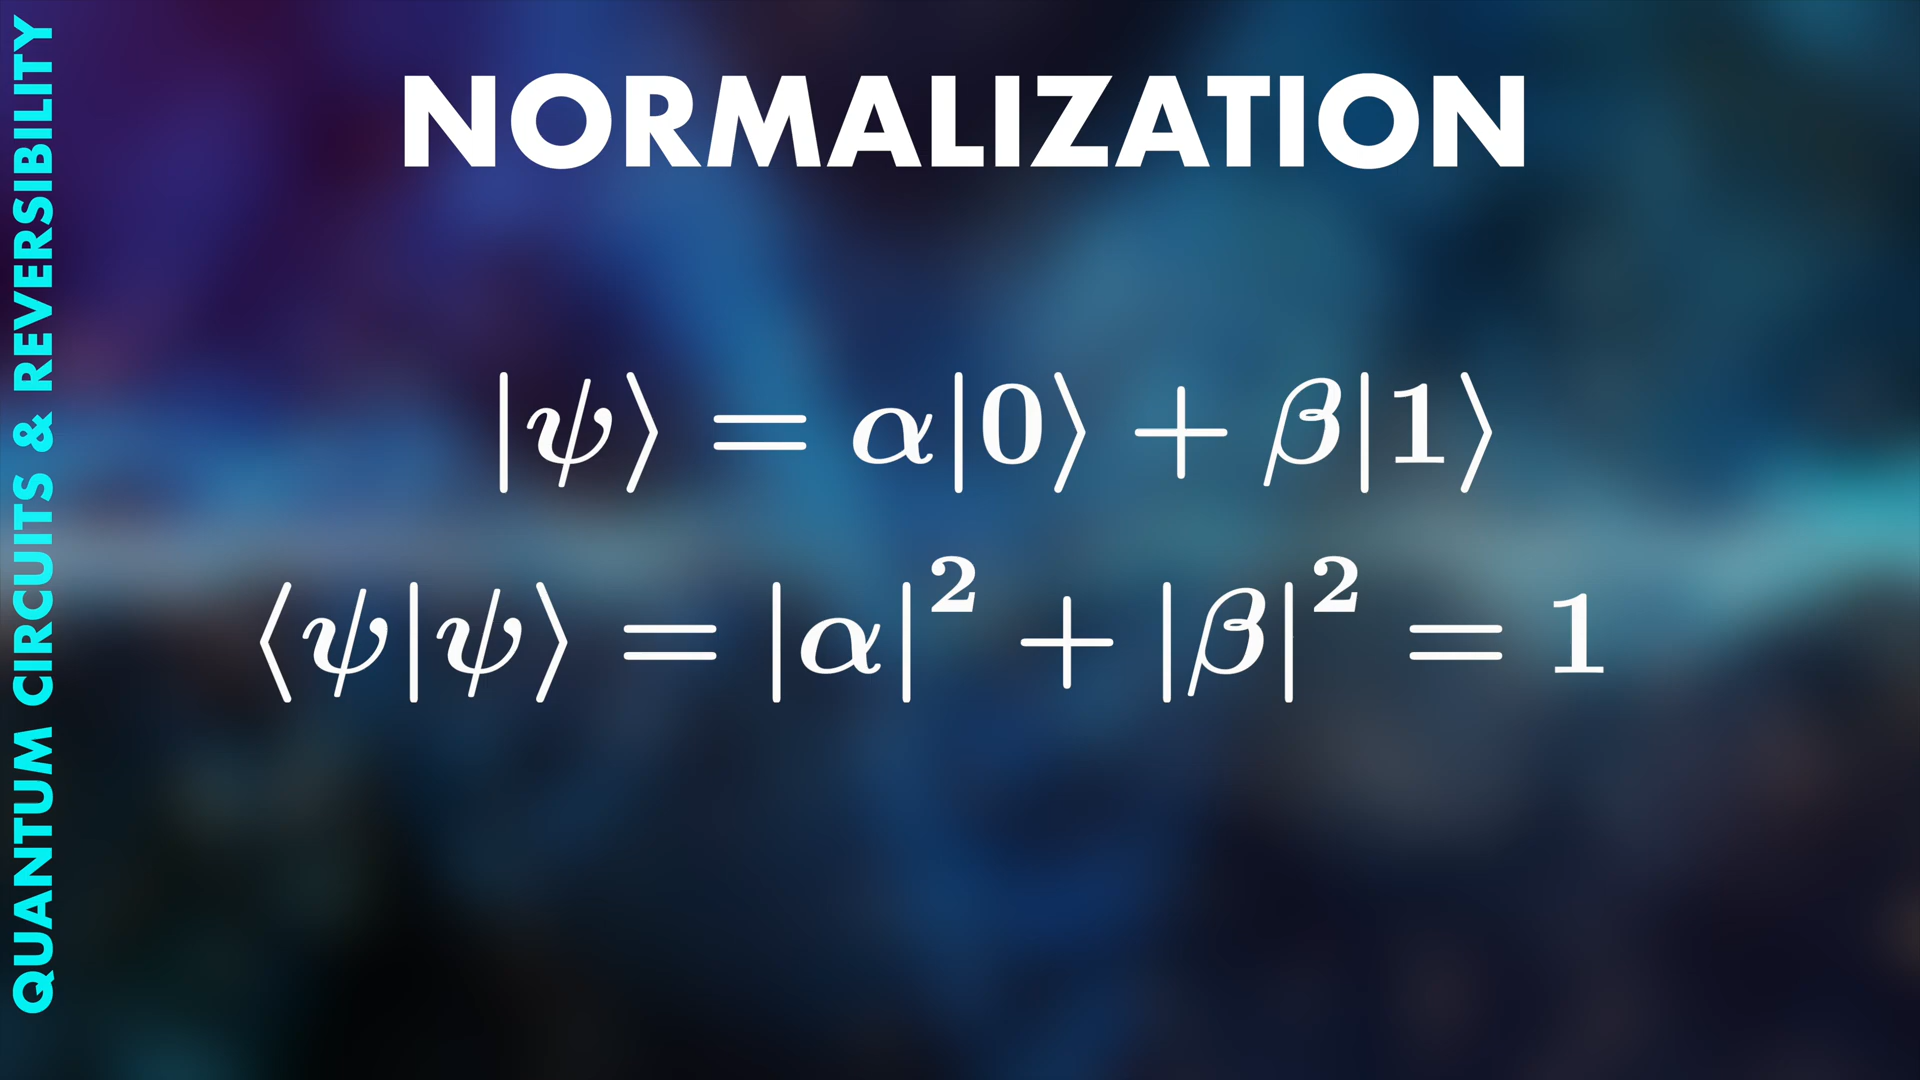 NORMALIZATION
|ψ⟩ = α|0⟩ + β|1⟩
⟨ψ|ψ⟩ = |α|² + |β|² = 1
QUANTUM CIRCUITS & REVERSIBILITY